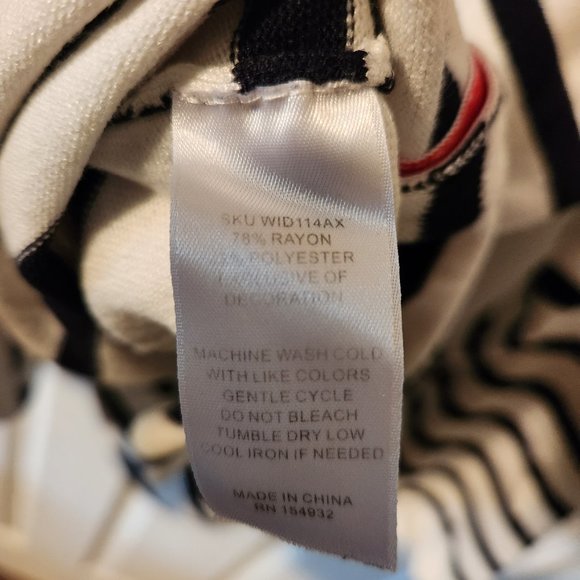 SKU WID114AX
78% RAYON
POLYESTER
EXCLUSIVE OF
DECORATION
MACHINE WASH COLD
WITH LIKE COLORS
GENTLE CYCLE
DO NOT BLEACH
TUMBLE DRY LOW
COOL IRON IF NEEDED
MADE IN CHINA
RN 154932